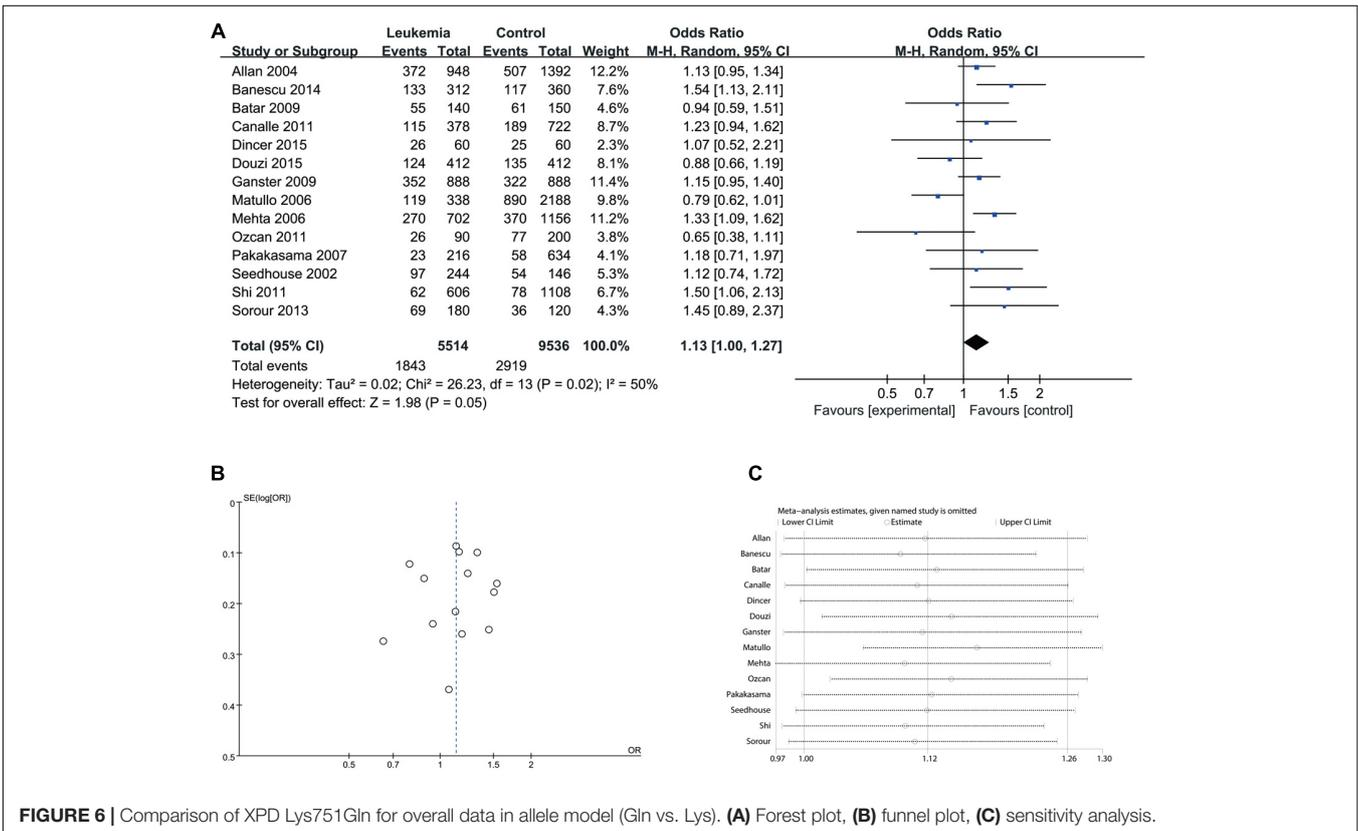 A
Leukemia Control Odds Ratio Odds Ratio
Study or Subgroup Events Total Events Total Weight M-H, Random, 95% CI M-H, Random, 95% CI
Allan 2004 372 948 507 1392 12.2% 1.13 [0.95, 1.34]
Banescu 2014 133 312 117 360 7.6% 1.54 [1.13, 2.11]
Batar 2009 55 140 61 150 4.6% 0.94 [0.59, 1.51]
Canalle 2011 115 378 189 722 8.7% 1.23 [0.94, 1.62]
Dincer 2015 26 60 25 60 2.3% 1.07 [0.52, 2.21]
Douzi 2015 124 412 135 412 8.1% 0.88 [0.66, 1.19]
Ganster 2009 352 888 322 888 11.4% 1.15 [0.95, 1.40]
Matullo 2006 119 338 890 2188 9.8% 0.79 [0.62, 1.01]
Mehta 2006 270 702 370 1156 11.2% 1.33 [1.09, 1.62]
Ozcan 2011 26 90 77 200 3.8% 0.65 [0.38, 1.11]
Pakakasama 2007 23 216 58 634 4.1% 1.18 [0.71, 1.97]
Seedhouse 2002 97 244 54 146 5.3% 1.12 [0.74, 1.72]
Shi 2011 62 606 78 1108 6.7% 1.50 [1.06, 2.13]
Sorour 2013 69 180 36 120 4.3% 1.45 [0.89, 2.37]
Total (95% CI) 5514 9536 100.0% 1.13 [1.00, 1.27]
Total events 1843 2919
Heterogeneity: Tau² = 0.02; Chi² = 26.23, df = 13 (P = 0.02); I² = 50%
Test for overall effect: Z = 1.98 (P = 0.05)
0.5 0.7 1 1.5 2
Favours [experimental] Favours [control]
B
SE(log[OR])
0
0.1
0.2
0.3
0.4
0.5
0.5 0.7 1 1.5 2
OR
C
Meta−analysis estimates, given named study is omitted
Lower CI Limit Estimate Upper CI Limit
Allan
Banescu
Batar
Canalle
Dincer
Douzi
Ganster
Matullo
Mehta
Ozcan
Pakakasama
Seedhouse
Shi
Sorour
0.97 1.00 1.12 1.26 1.30
FIGURE 6 | Comparison of XPD Lys751Gln for overall data in allele model (Gln vs. Lys). (A) Forest plot, (B) funnel plot, (C) sensitivity analysis.